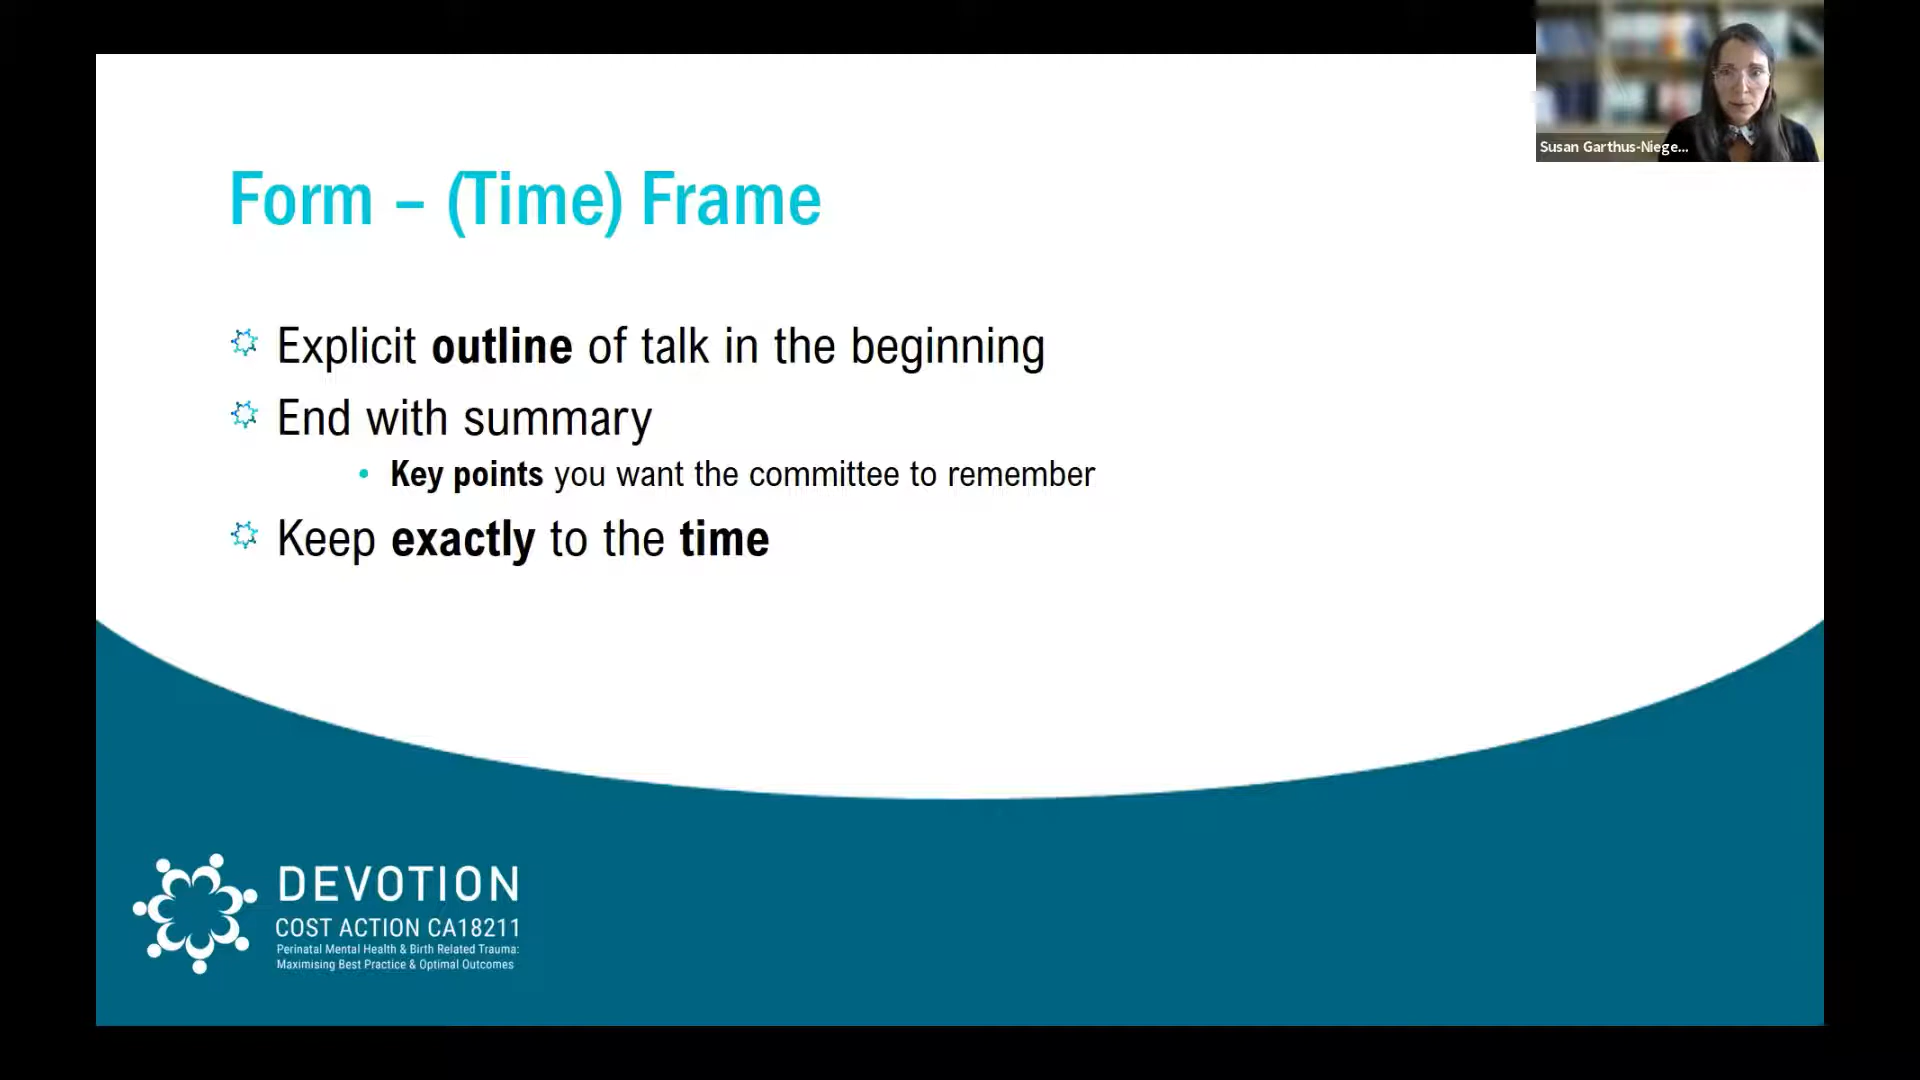 Susan Garthus-Niege...
Form – (Time) Frame
Explicit outline of talk in the beginning
End with summary
• Key points you want the committee to remember
Keep exactly to the time
DEVOTION
COST ACTION CA18211
Perinatal Mental Health & Birth Related Trauma:
Maximising Best Practice & Optimal Outcomes